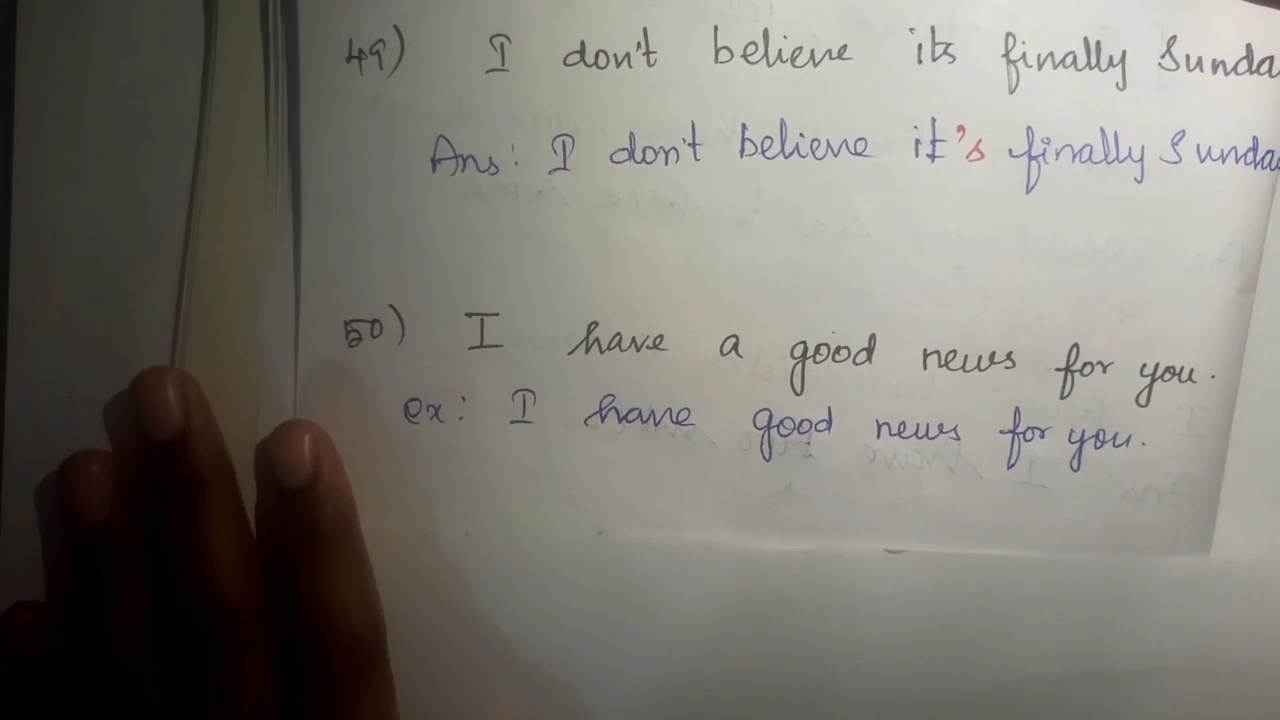 49) I don't believe its finally Sunda
Ans: I don't believe it's finally Sunda
50) I have a good news for you.
ex: I have good news for you.